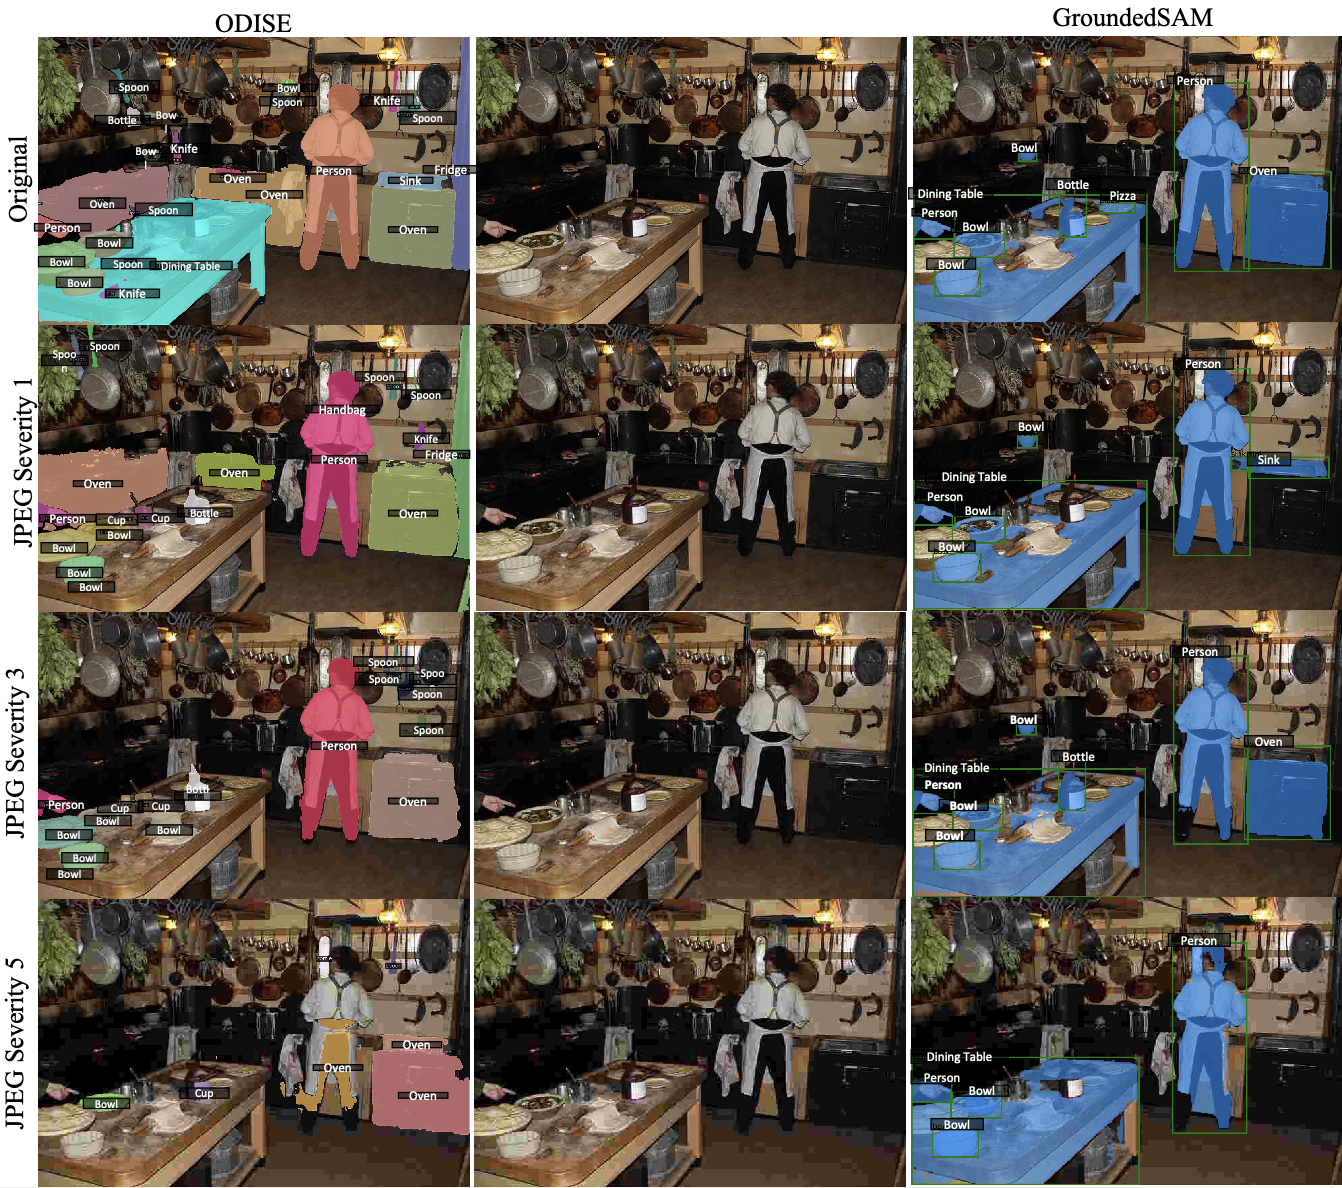 ODISE
GroundedSAM
Original
Spoon
Bowl
Spoon
Knife
Spoon
Bottle
Bow
Bow
Knife
Oven
Person
Oven
Sink
Fridge
Oven
Spoon
Person
Bowl
Oven
Bowl
Spoon
Dining Table
Bowl
Knife
Person
Bowl
Oven
Dining Table
Bottle
Pizza
Person
Bowl
Bowl
JPEG Severity 1
Spoon
Spoo
n
Spoon
Spoon
Handbag
Knife
Fridge
Person
Oven
Oven
Oven
Person
Cup
Cup
Bottle
Bowl
Bowl
Bowl
Bowl
Person
Bowl
Sink
Dining Table
Person
Bowl
Bowl
JPEG Severity 3
Spoon
Spoon
Spoo
Spoon
Spoon
Person
Bottl
Person
Cup
Cup
Oven
Bowl
Bowl
Bowl
Bowl
Bowl
Person
Bowl
Oven
Bottle
Dining Table
Person
Bowl
Bowl
JPEG Severity 5
Oven
Oven
Oven
Cup
Bowl
Person
Dining Table
Person
Bowl
Bowl